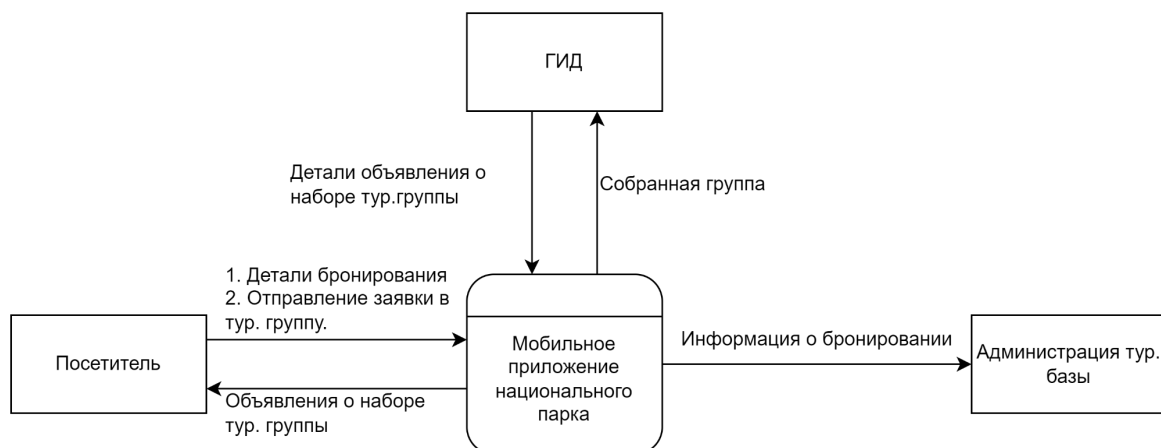 ГИД
Детали объявления о
наборе тур.группы
Собранная группа
1. Детали бронирования
2. Отправление заявки в
тур. группу.
Посетитель
Объявления о наборе
тур. группы
Мобильное
приложение
национального
парка
Информация о бронировании
Администрация тур.
базы